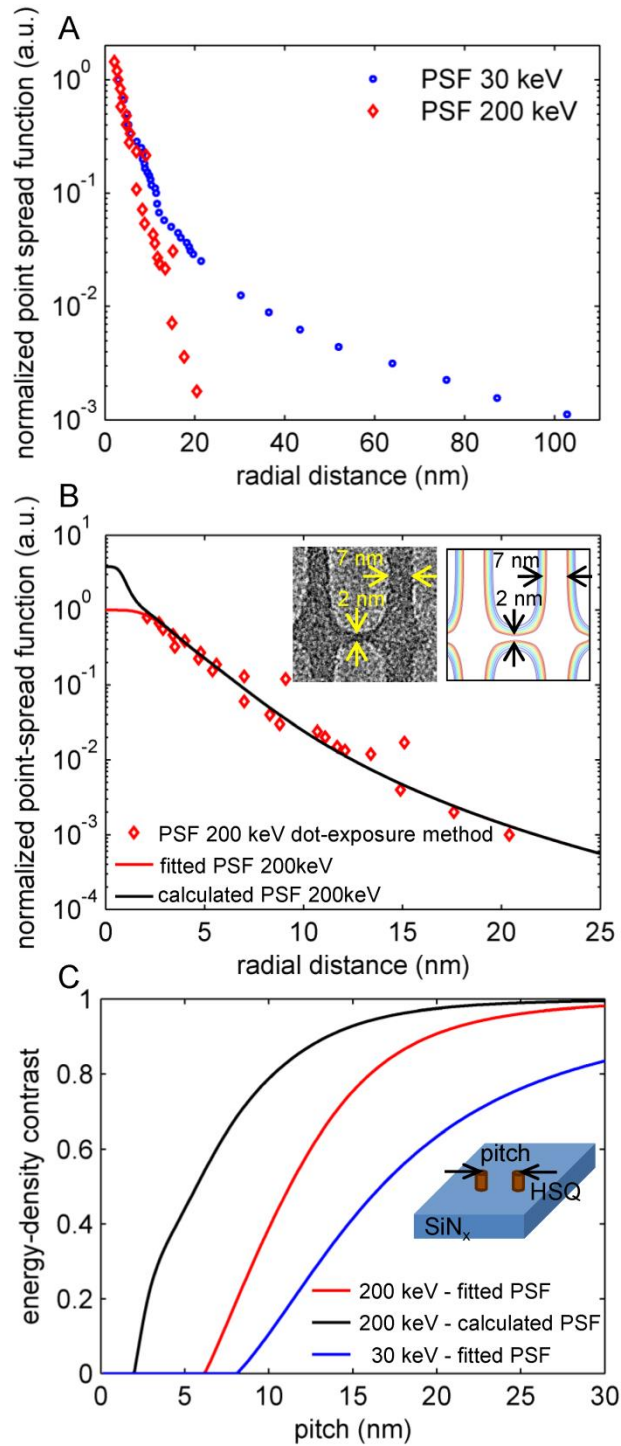 A
normalized point spread function (a.u.)
10^0
10^-1
10^-2
10^-3
PSF 30 keV
PSF 200 keV
0 20 40 60 80 100
radial distance (nm)
B
normalized point-spread function (a.u.)
10^1
10^0
10^-1
10^-2
10^-3
10^-4
7 nm
2 nm
7 nm
2 nm
PSF 200 keV dot-exposure method
fitted PSF 200keV
calculated PSF 200keV
0 5 10 15 20 25
radial distance (nm)
C
energy-density contrast
1
0.8
0.6
0.4
0.2
0
pitch
HSQ
SiNx
200 keV - fitted PSF
200 keV - calculated PSF
30 keV - fitted PSF
0 5 10 15 20 25 30
pitch (nm)